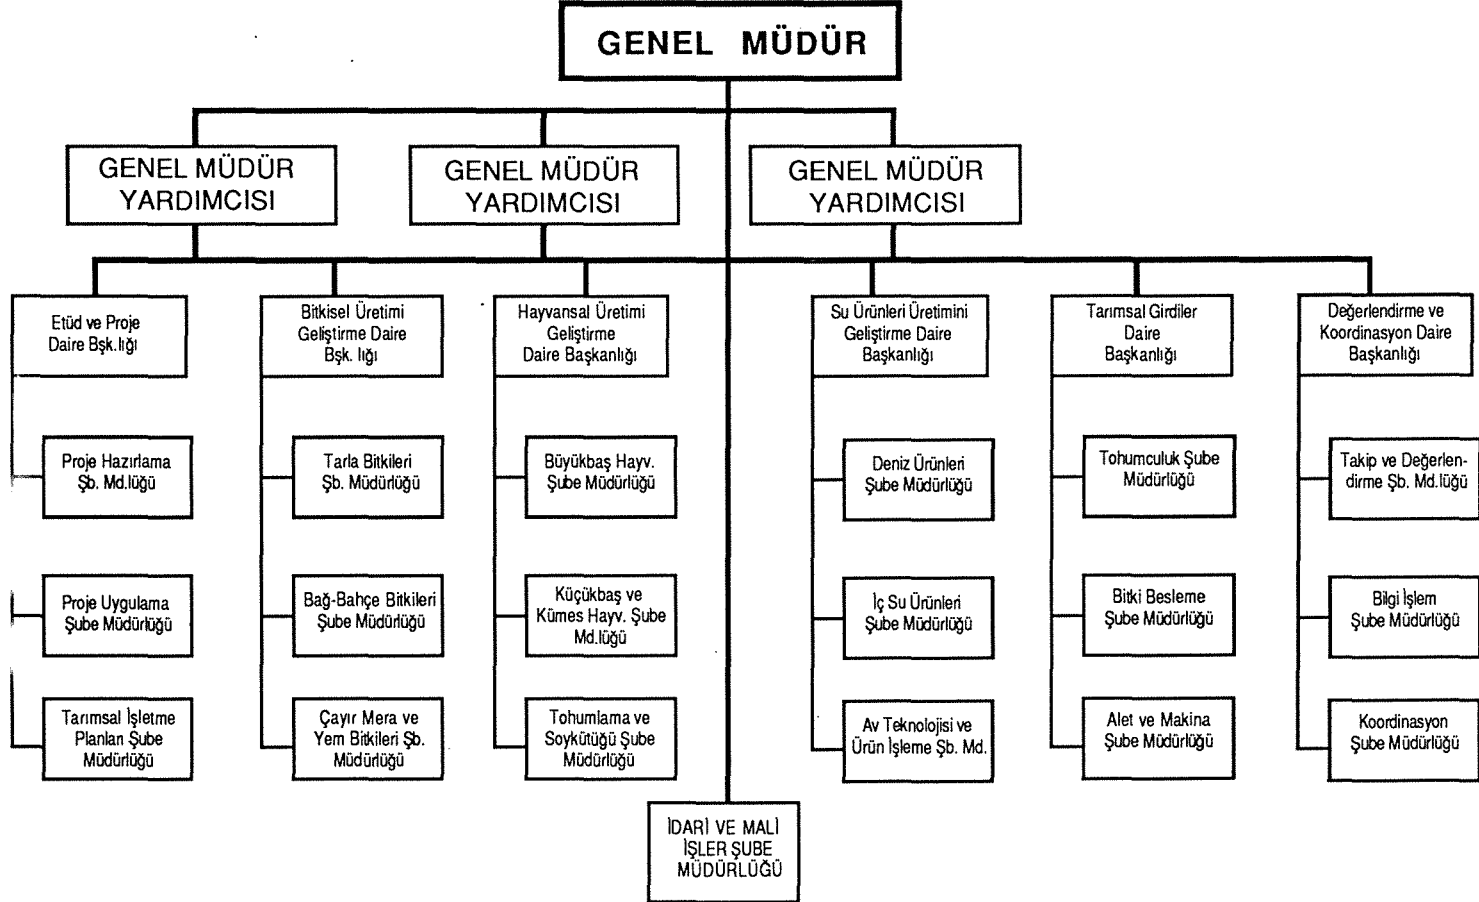 GENEL MÜDÜR
GENEL MÜDÜR
YARDIMCISI
GENEL MÜDÜR
YARDIMCISI
GENEL MÜDÜR
YARDIMCISI
Etüd ve Proje
Daire Bşk.lığı
Bitkisel Üretimi
Geliştirme Daire
Bşk. lığı
Hayvansal Üretimi
Geliştirme
Daire Başkanlığı
Su Ürünleri Üretimini
Geliştirme Daire
Başkanlığı
Tarımsal Girdiler
Daire
Başkanlığı
Değerlendirme ve
Koordinasyon Daire
Başkanlığı
Proje Hazırlama
Şb. Md.lüğü
Tarla Bitkileri
Şb. Müdürlüğü
Büyükbaş Hayv.
Şube Müdürlüğü
Deniz Ürünleri
Şube Müdürlüğü
Tohumculuk Şube
Müdürlüğü
Takip ve Değerlen-
dirme Şb. Md.lüğü
Proje Uygulama
Şube Müdürlüğü
Bağ-Bahçe Bitkileri
Şube Müdürlüğü
Küçükbaş ve
Kümes Hayv. Şube
Md.lüğü
İç Su Ürünleri
Şube Müdürlüğü
Bitki Besleme
Şube Müdürlüğü
Bilgi İşlem
Şube Müdürlüğü
Tarımsal İşletme
Planları Şube
Müdürlüğü
Çayır Mera ve
Yem Bitkileri Şb.
Müdürlüğü
Tohumlama ve
Soykütüğü Şube
Müdürlüğü
Av Teknolojisi ve
Ürün İşleme Şb. Md.
Alet ve Makina
Şube Müdürlüğü
Koordinasyon
Şube Müdürlüğü
İDARİ VE MALİ
İŞLER ŞUBE
MÜDÜRLÜĞÜ